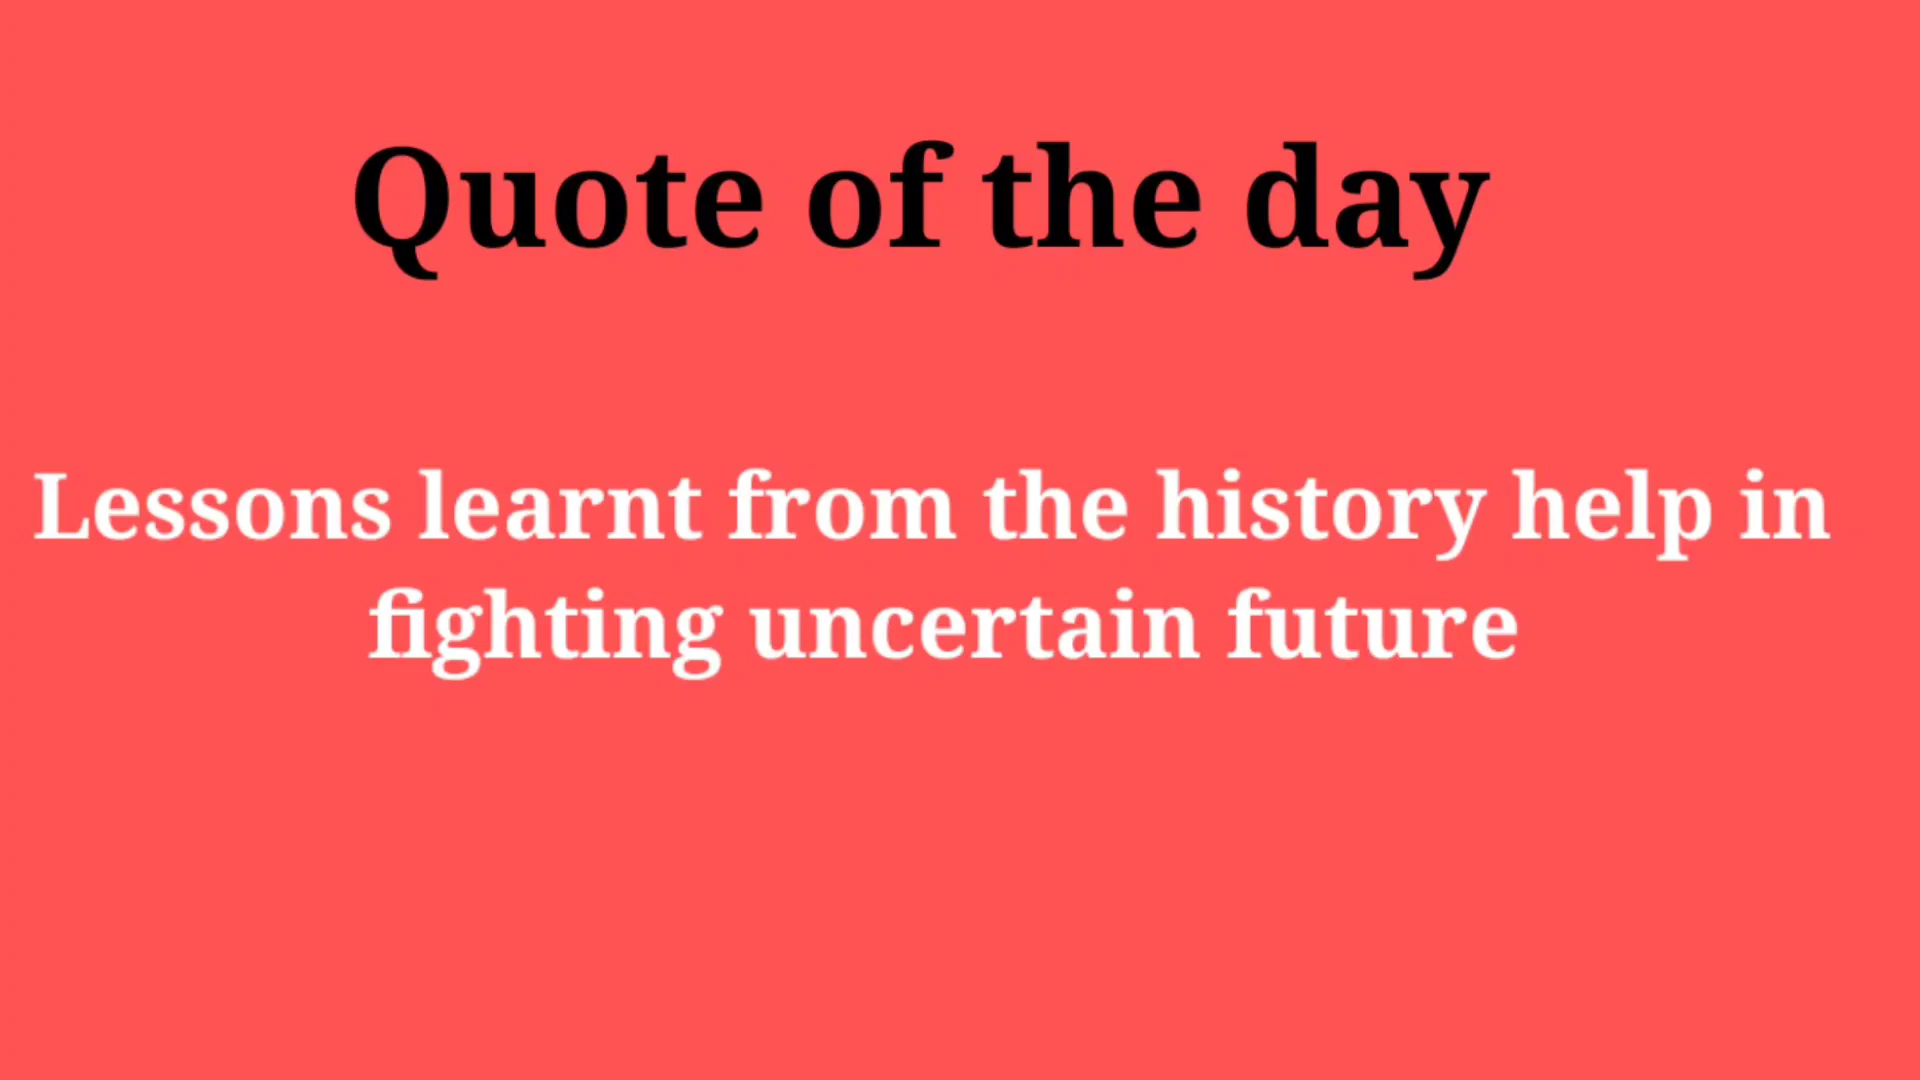 Quote of the day
Lessons learnt from the history help in
fighting uncertain future